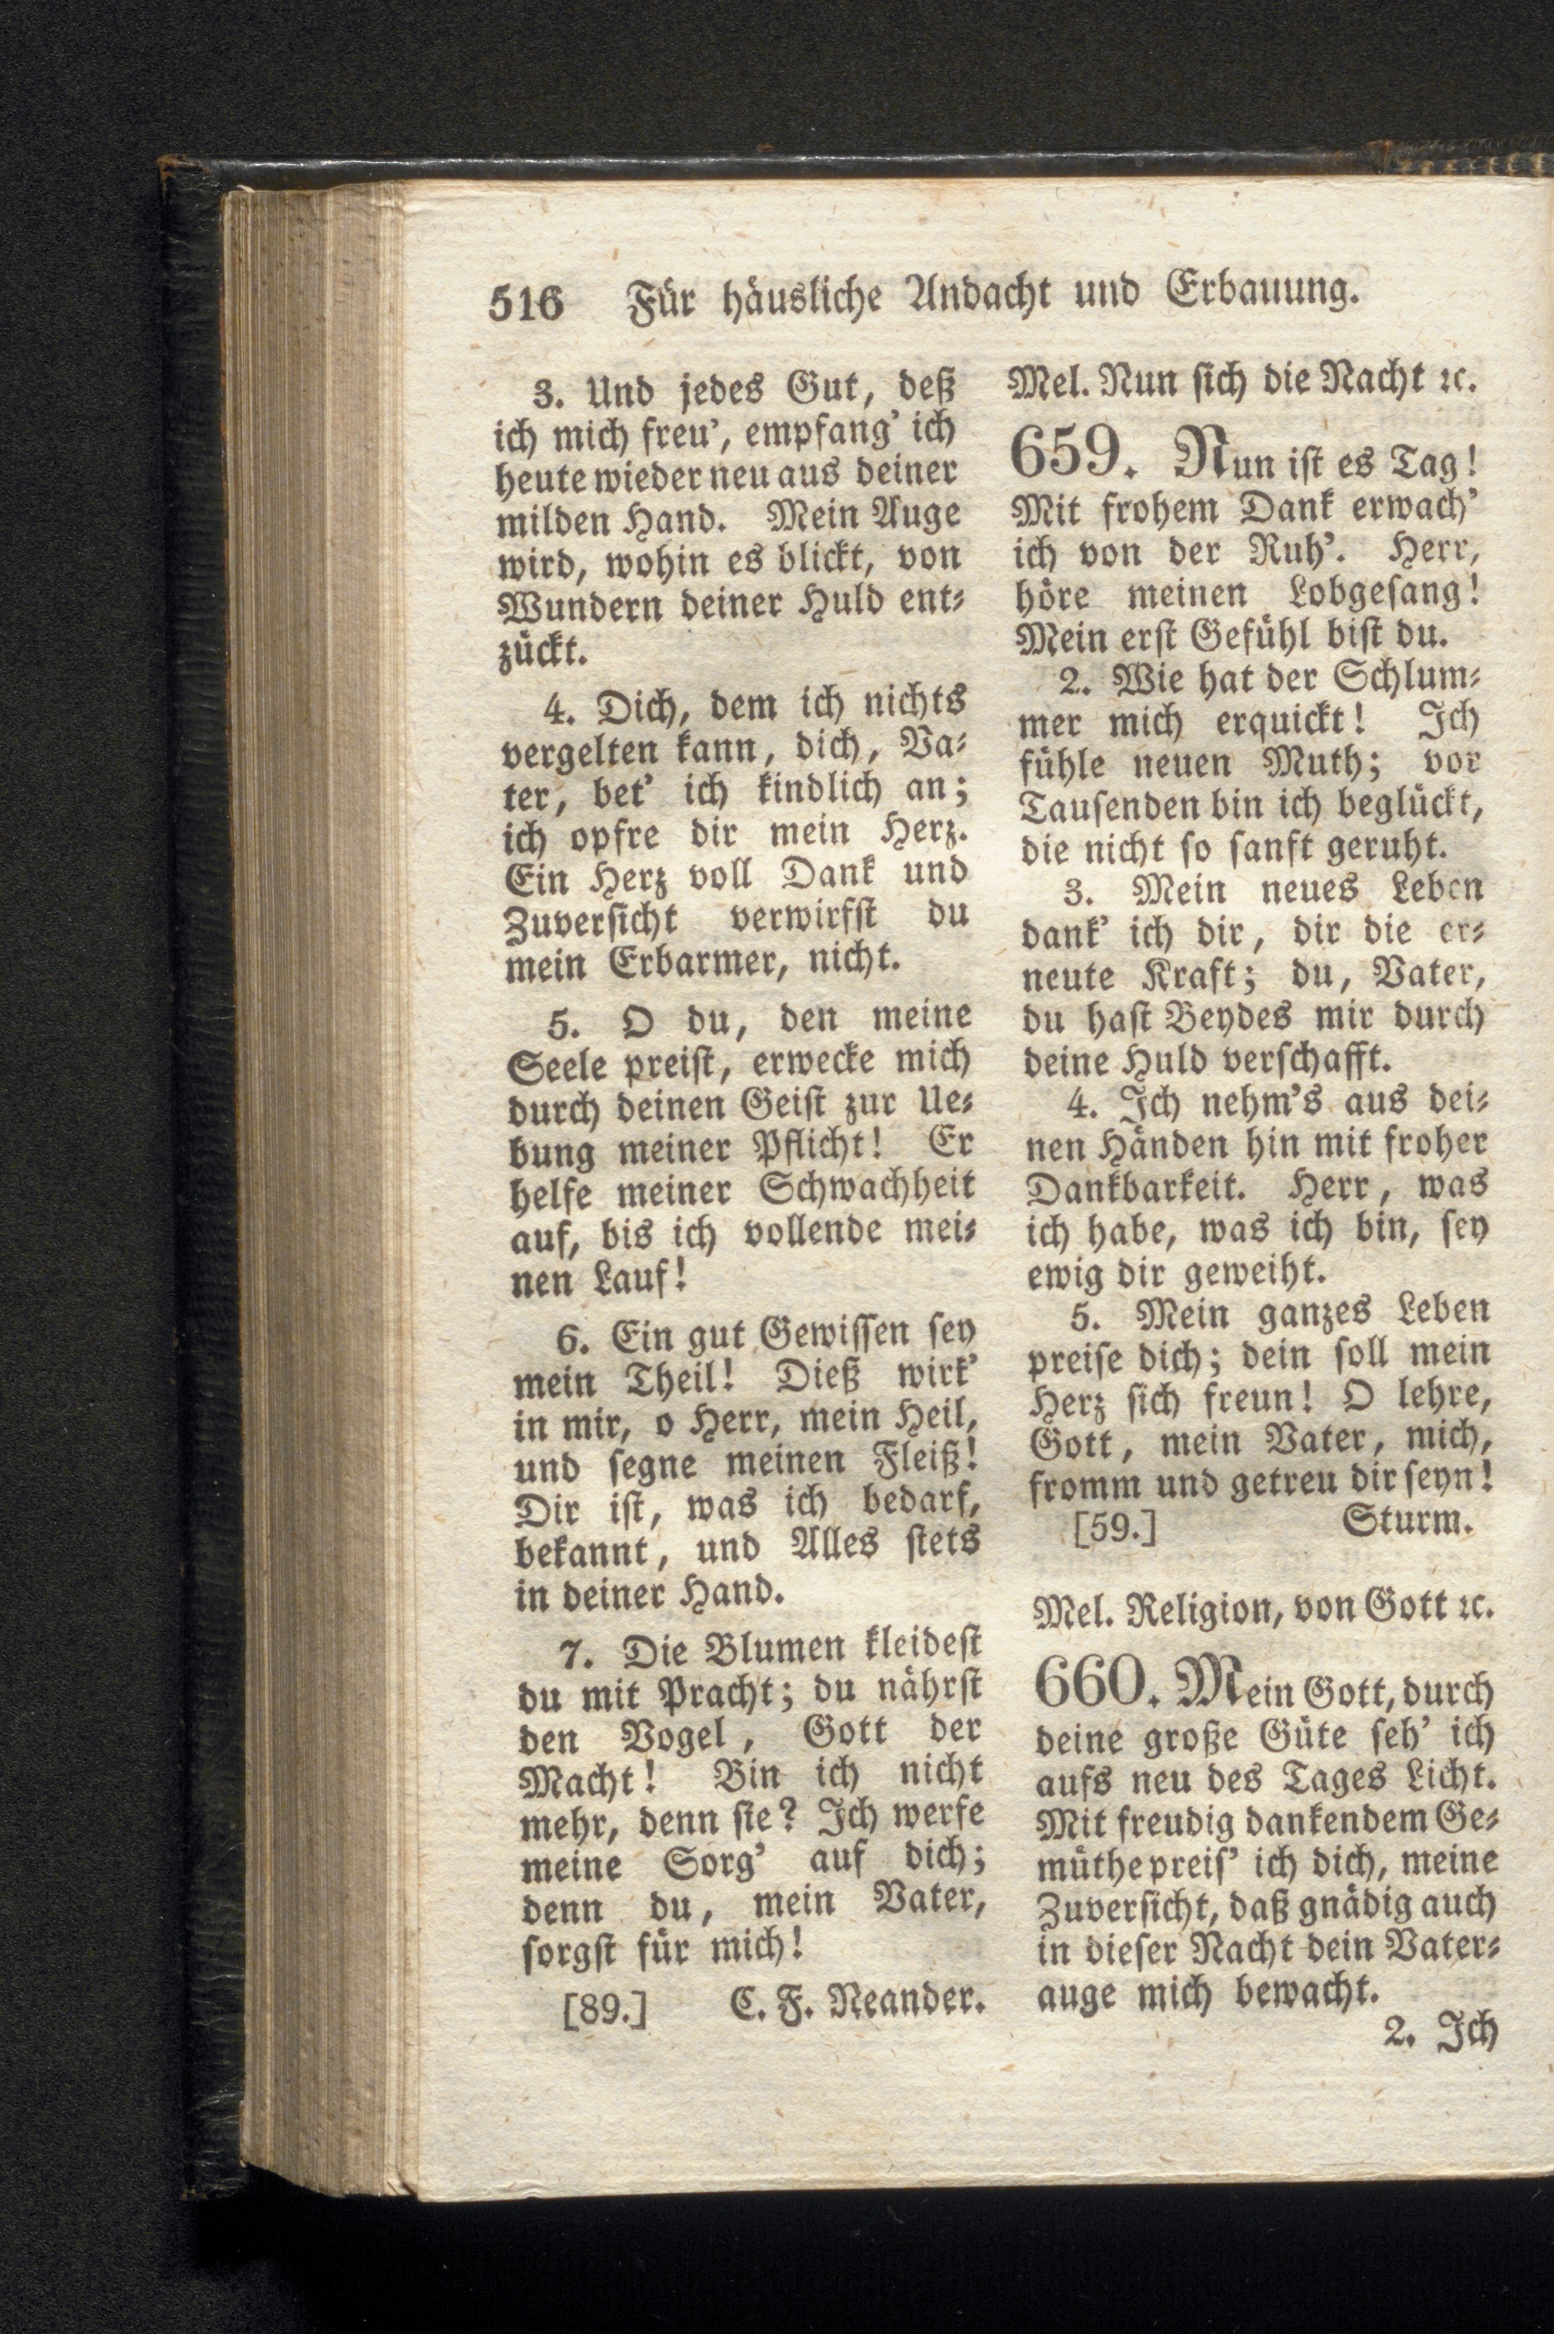 516 Für häusliche Andacht und Erbauung.
3. Und jedes Gut, deß
ich mich freu', empfang' ich
heute wieder neu aus deiner
milden Hand. Mein Auge
wird, wohin es blickt, von
Wundern deiner Huld ent⸗
zückt.
4. Dich, dem ich nichts
vergelten kann, dich, Va⸗
ter, bet' ich kindlich an;
ich opfre dir mein Herz.
Ein Herz voll Dank und
Zuverſicht verwirfſt du
mein Erbarmer, nicht.
5. O du, den meine
Seele preiſt, erwecke mich
durch deinen Geiſt zur Ue⸗
bung meiner Pflicht! Er
helfe meiner Schwachheit
auf, bis ich vollende mei⸗
nen Lauf!
6. Ein gut Gewiſſen ſey
mein Theil! Dieß wirk'
in mir, o Herr, mein Heil,
und ſegne meinen Fleiß!
Dir iſt, was ich bedarf,
bekannt, und Alles ſtets
in deiner Hand.
7. Die Blumen kleideſt
du mit Pracht; du nährſt
den Vogel, Gott der
Macht! Bin ich nicht
mehr, denn ſie? Ich werfe
meine Sorg' auf dich;
denn du, mein Vater,
ſorgſt für mich!
[89.] C. F. Neander.
Mel. Nun ſich die Nacht ꝛc.
659. Nun iſt es Tag!
Mit frohem Dank erwach'
ich von der Ruh'. Herr,
höre meinen Lobgeſang!
Mein erſt Gefühl biſt du.
2. Wie hat der Schlum⸗
mer mich erquickt! Ich
fühle neuen Muth; vor
Tauſenden bin ich beglückt,
die nicht ſo ſanft geruht.
3. Mein neues Leben
dank' ich dir, dir die er⸗
neute Kraft; du, Vater,
du haſt Beydes mir durch
deine Huld verſchafft.
4. Ich nehm's aus dei⸗
nen Händen hin mit froher
Dankbarkeit. Herr, was
ich habe, was ich bin, ſey
ewig dir geweiht.
5. Mein ganzes Leben
preiſe dich; dein ſoll mein
Herz ſich freun! O lehre,
Gott, mein Vater, mich,
fromm und getreu dir ſeyn!
[59.] Sturm.
Mel. Religion, von Gott ꝛc.
660. Mein Gott, durch
deine große Güte ſeh' ich
aufs neu des Tages Licht.
Mit freudig dankendem Ge⸗
müthe preiſ' ich dich, meine
Zuverſicht, daß gnädig auch
in dieſer Nacht dein Vater⸗
auge mich bewacht.
2. Ich